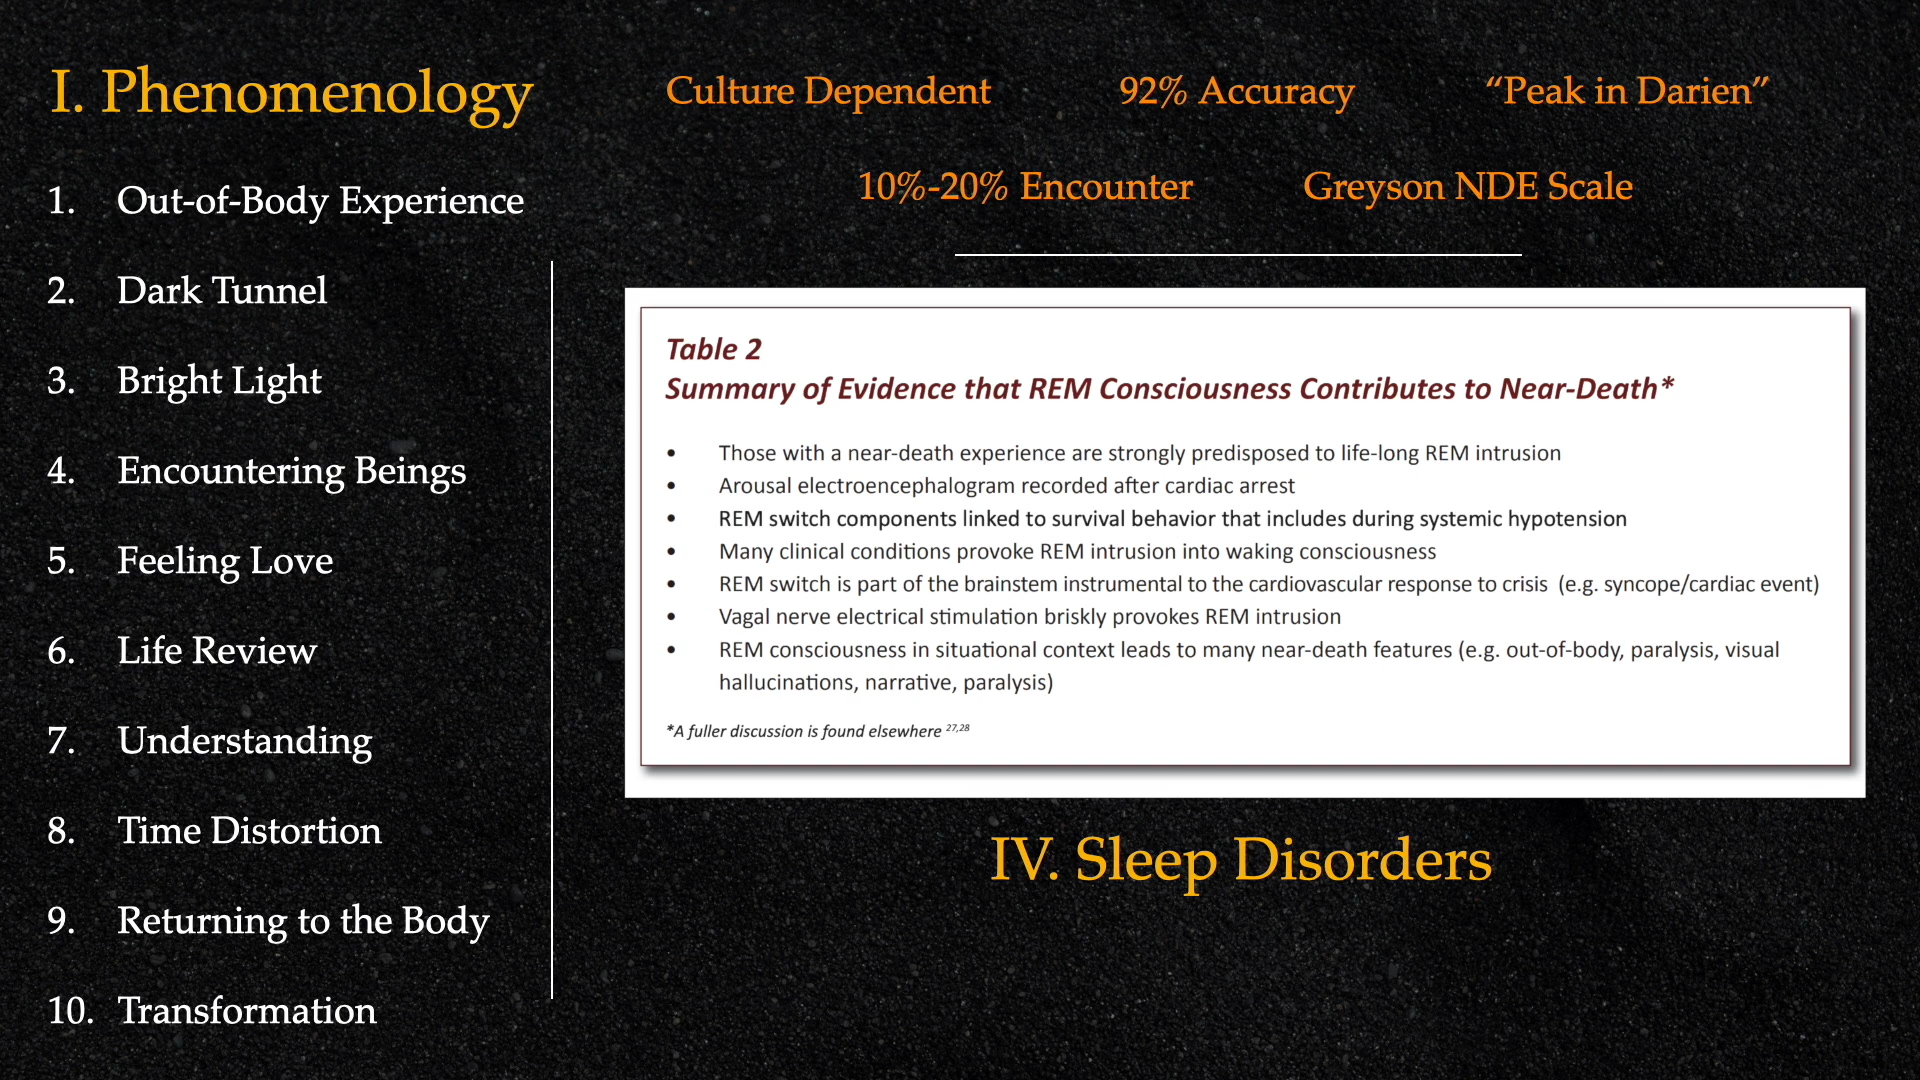 I. Phenomenology
1. Out-of-Body Experience
2. Dark Tunnel
3. Bright Light
4. Encountering Beings
5. Feeling Love
6. Life Review
7. Understanding
8. Time Distortion
9. Returning to the Body
10. Transformation
Culture Dependent
92% Accuracy
“Peak in Darien”
10%-20% Encounter
Greyson NDE Scale
Table 2
Summary of Evidence that REM Consciousness Contributes to Near-Death*
• Those with a near-death experience are strongly predisposed to life-long REM intrusion
• Arousal electroencephalogram recorded after cardiac arrest
• REM switch components linked to survival behavior that includes during systemic hypotension
• Many clinical conditions provoke REM intrusion into waking consciousness
• REM switch is part of the brainstem instrumental to the cardiovascular response to crisis (e.g. syncope/cardiac event)
• Vagal nerve electrical stimulation briskly provokes REM intrusion
• REM consciousness in situational context leads to many near-death features (e.g. out-of-body, paralysis, visual
hallucinations, narrative, paralysis)
*A fuller discussion is found elsewhere 27,28
IV. Sleep Disorders